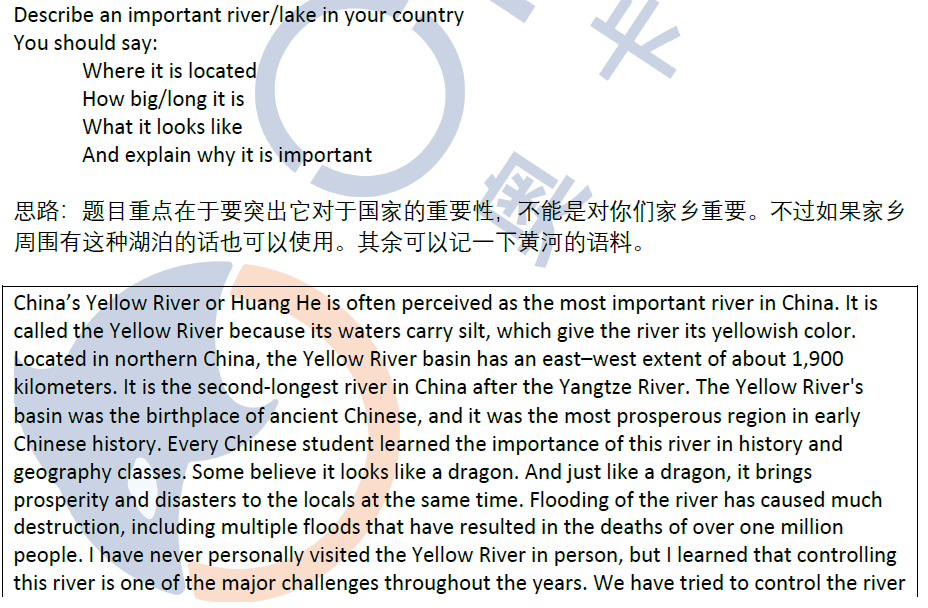 Describe an important river/lake in your country
You should say:
Where it is located
How big/long it is
What it looks like
And explain why it is important
思路：题目重点在于要突出它对于国家的重要性，不能是对你们家乡重要。不过如果家乡
周围有这种湖泊的话也可以使用。其余可以记一下黄河的语料。
China’s Yellow River or Huang He is often perceived as the most important river in China. It is
called the Yellow River because its waters carry silt, which give the river its yellowish color.
Located in northern China, the Yellow River basin has an east–west extent of about 1,900
kilometers. It is the second-longest river in China after the Yangtze River. The Yellow River's
basin was the birthplace of ancient Chinese, and it was the most prosperous region in early
Chinese history. Every Chinese student learned the importance of this river in history and
geography classes. Some believe it looks like a dragon. And just like a dragon, it brings
prosperity and disasters to the locals at the same time. Flooding of the river has caused much
destruction, including multiple floods that have resulted in the deaths of over one million
people. I have never personally visited the Yellow River in person, but I learned that controlling
this river is one of the major challenges throughout the years. We have tried to control the river